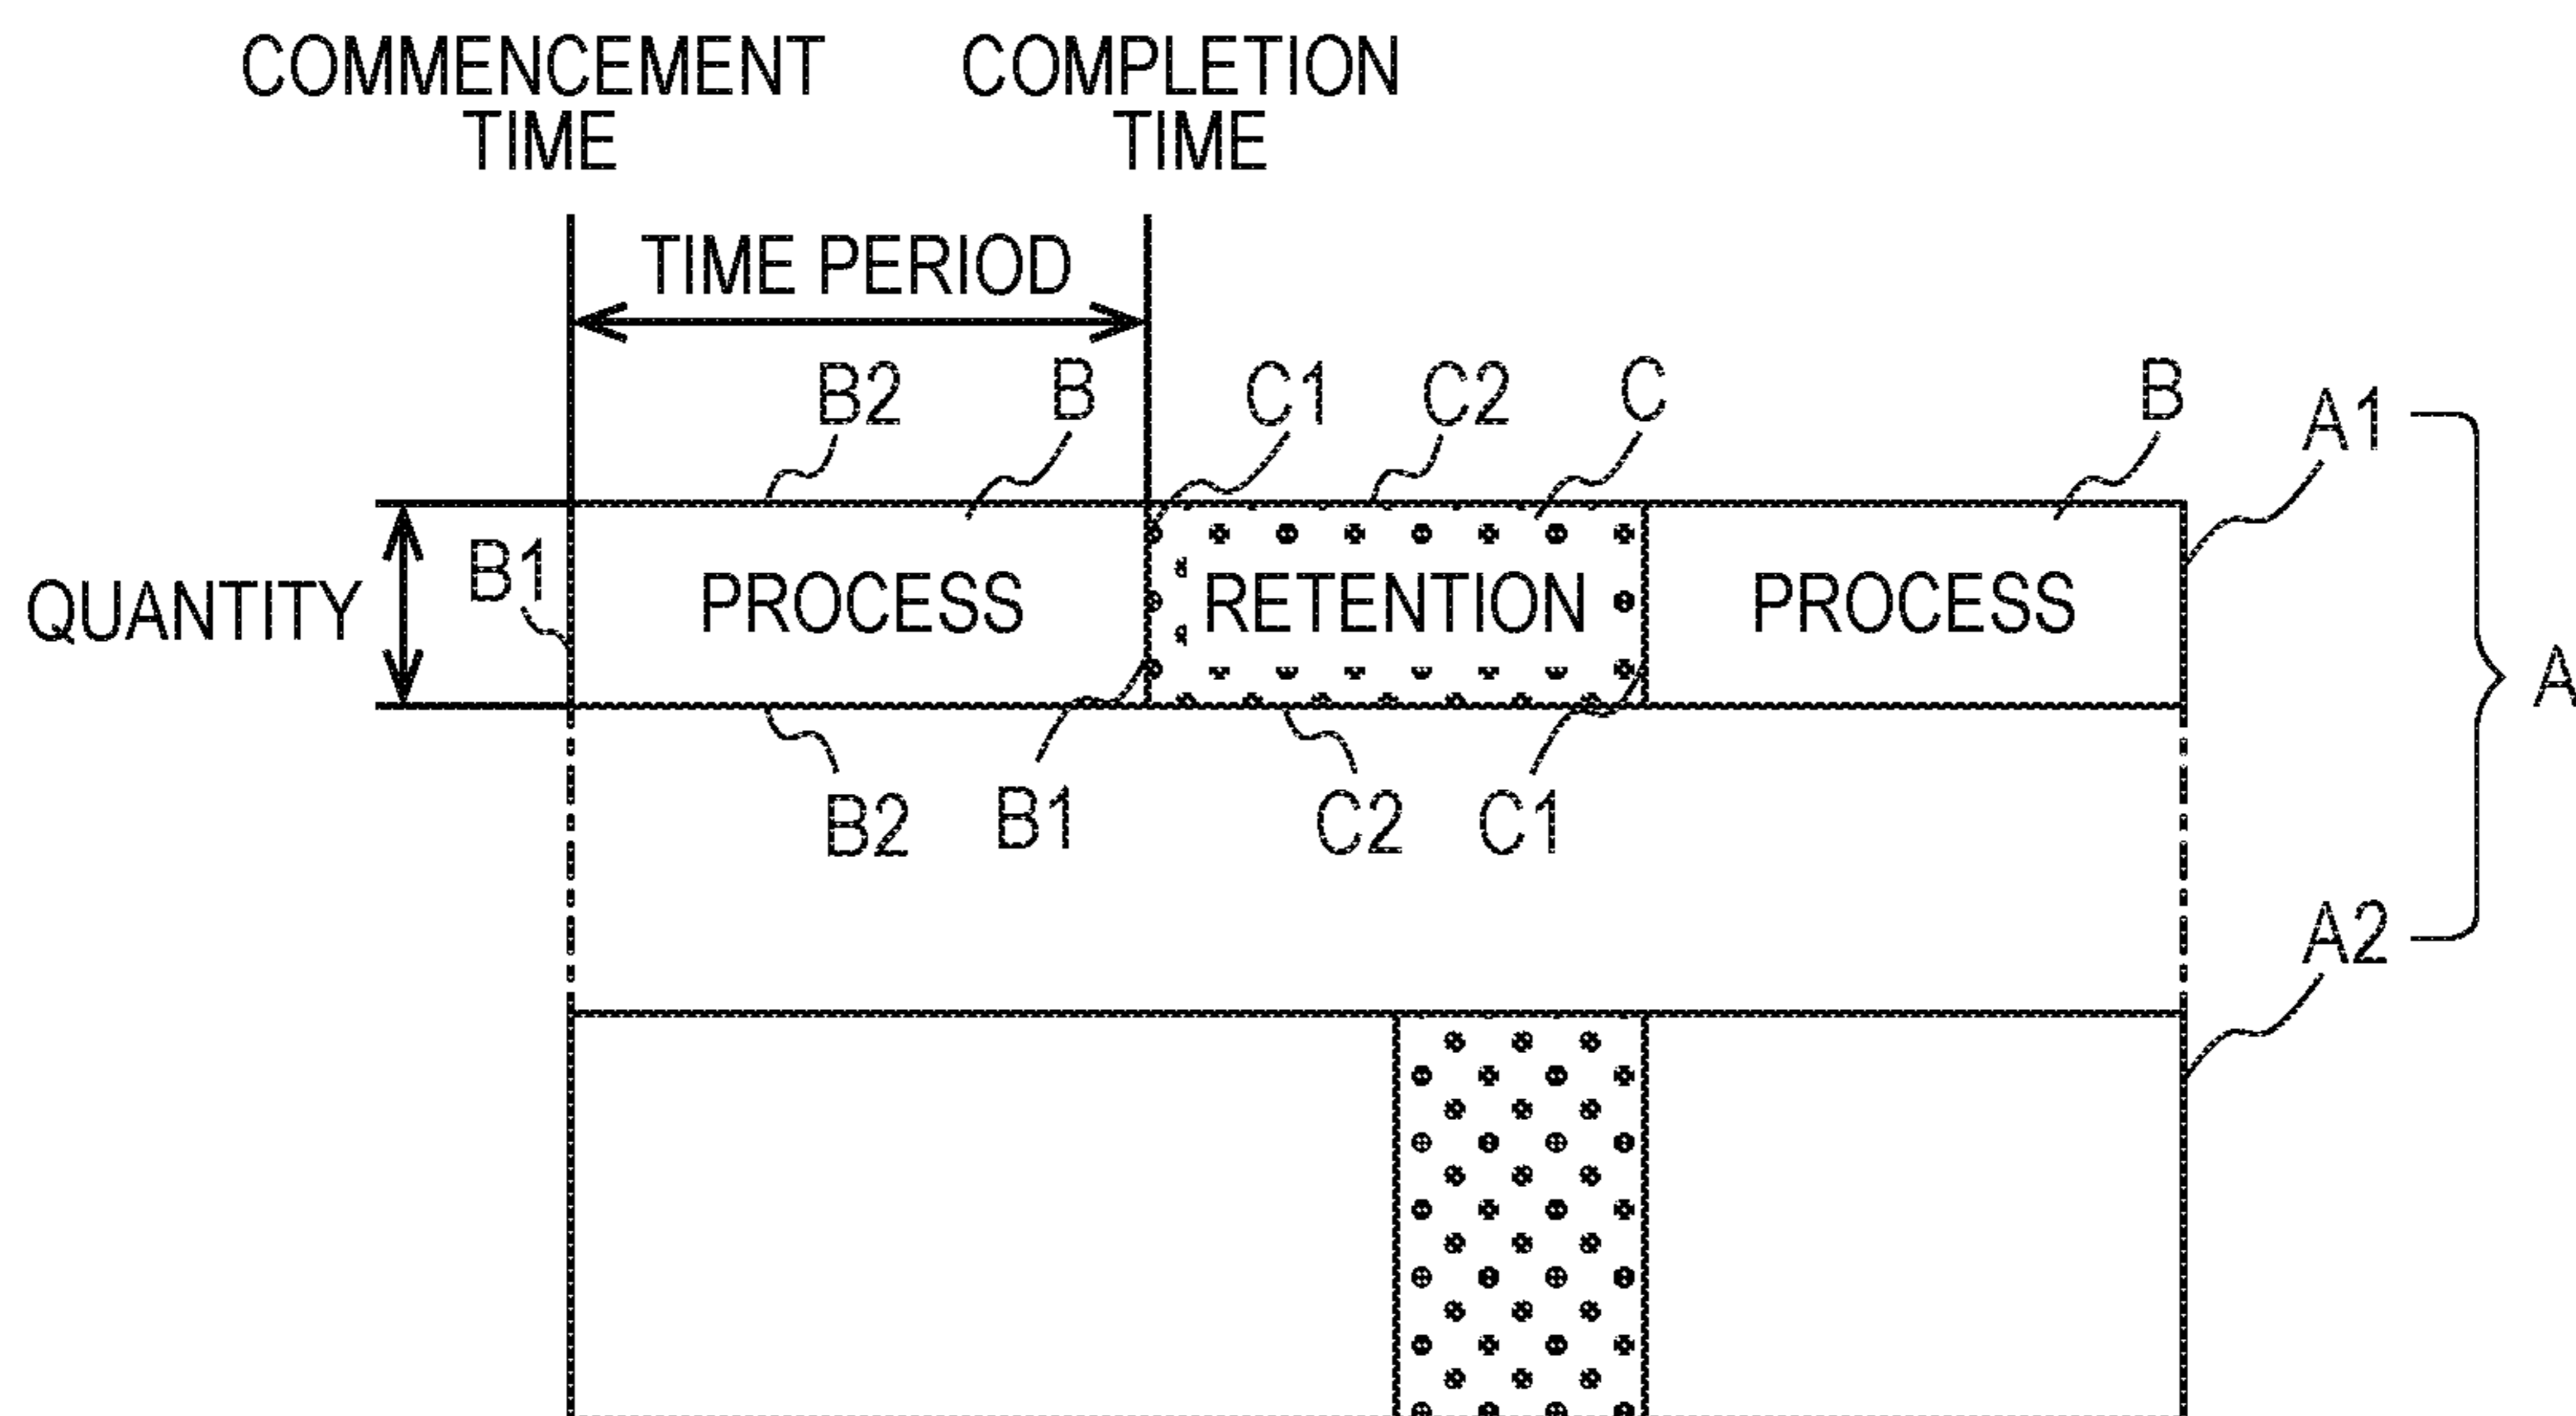 COMMENCEMENT
TIME
COMPLETION
TIME
TIME PERIOD
B2
B
C1
C2
C
B
A1
QUANTITY
B1
PROCESS
RETENTION
PROCESS
A
B2
B1
C2
C1
A2